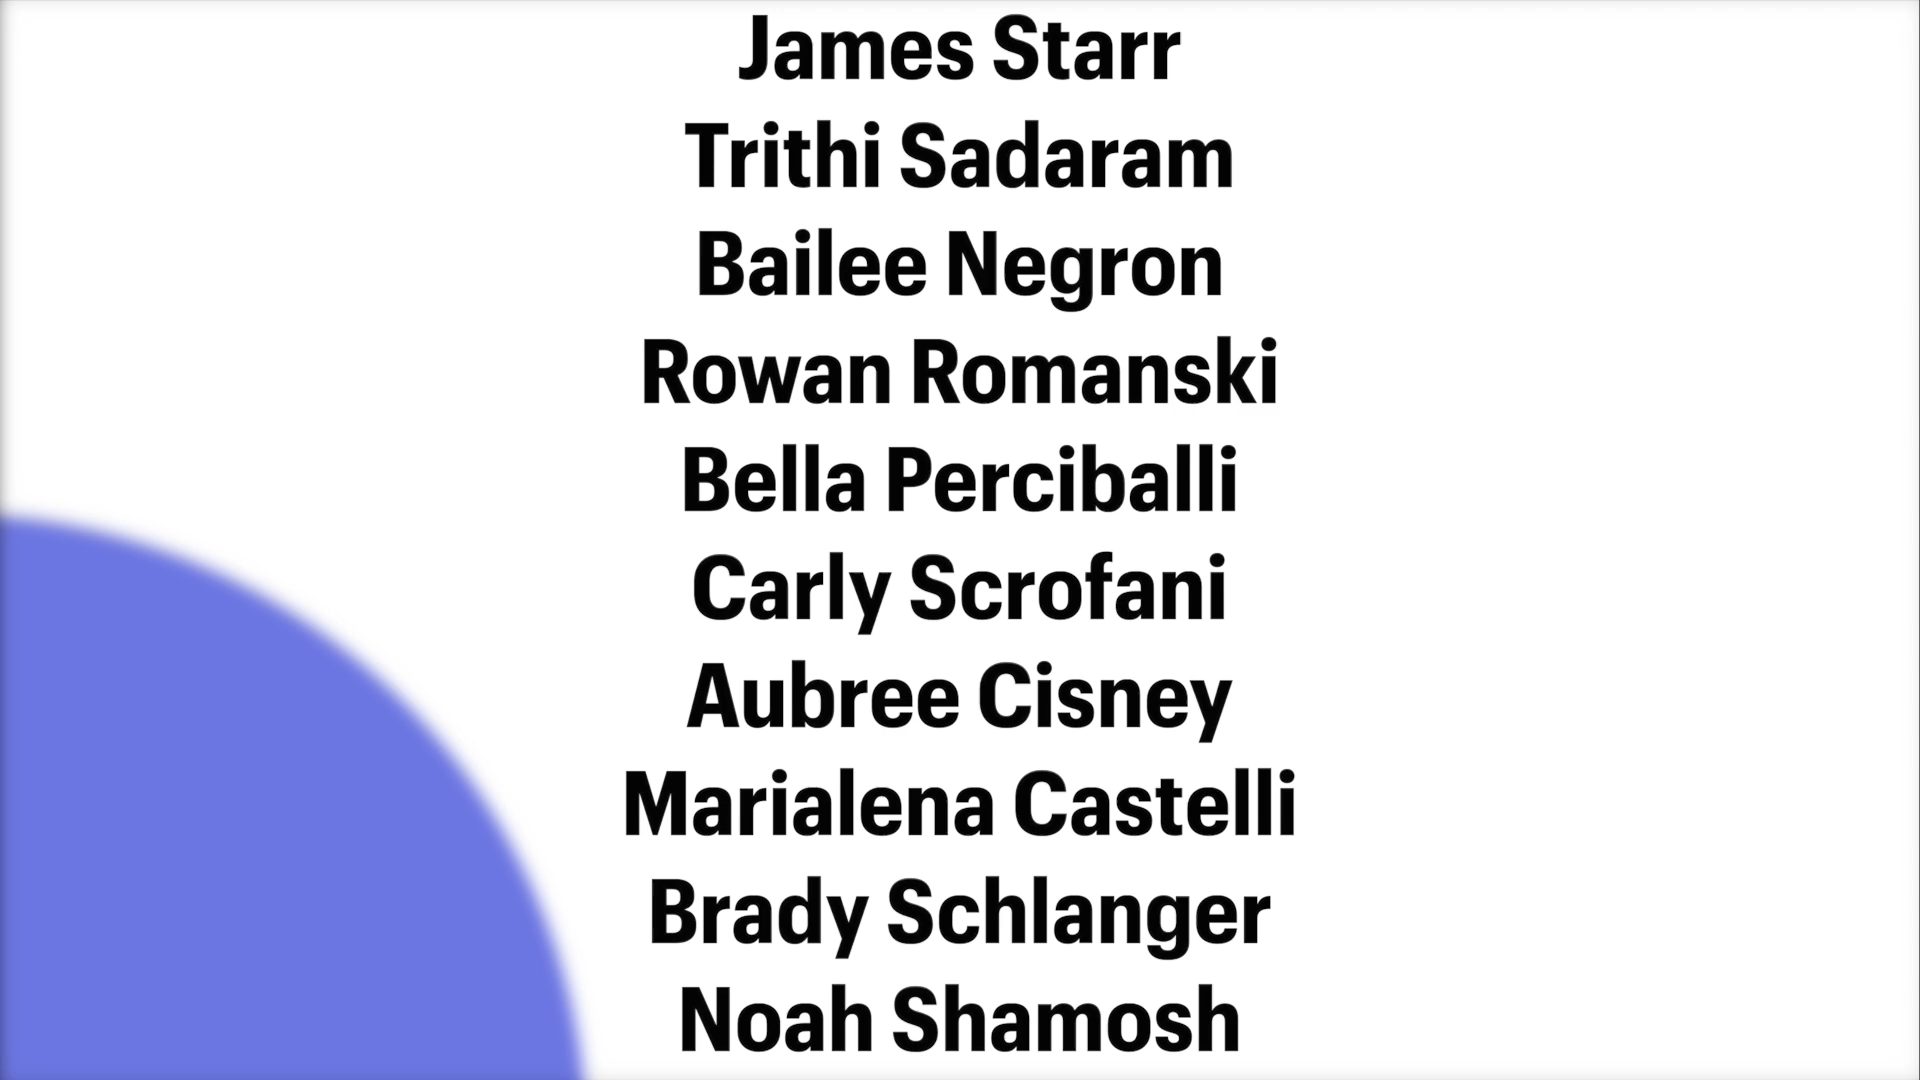 James Starr
Trithi Sadaram
Bailee Negron
Rowan Romanski
Bella Perciballi
Carly Scrofani
Aubree Cisney
Marialena Castelli
Brady Schlanger
Noah Shamosh